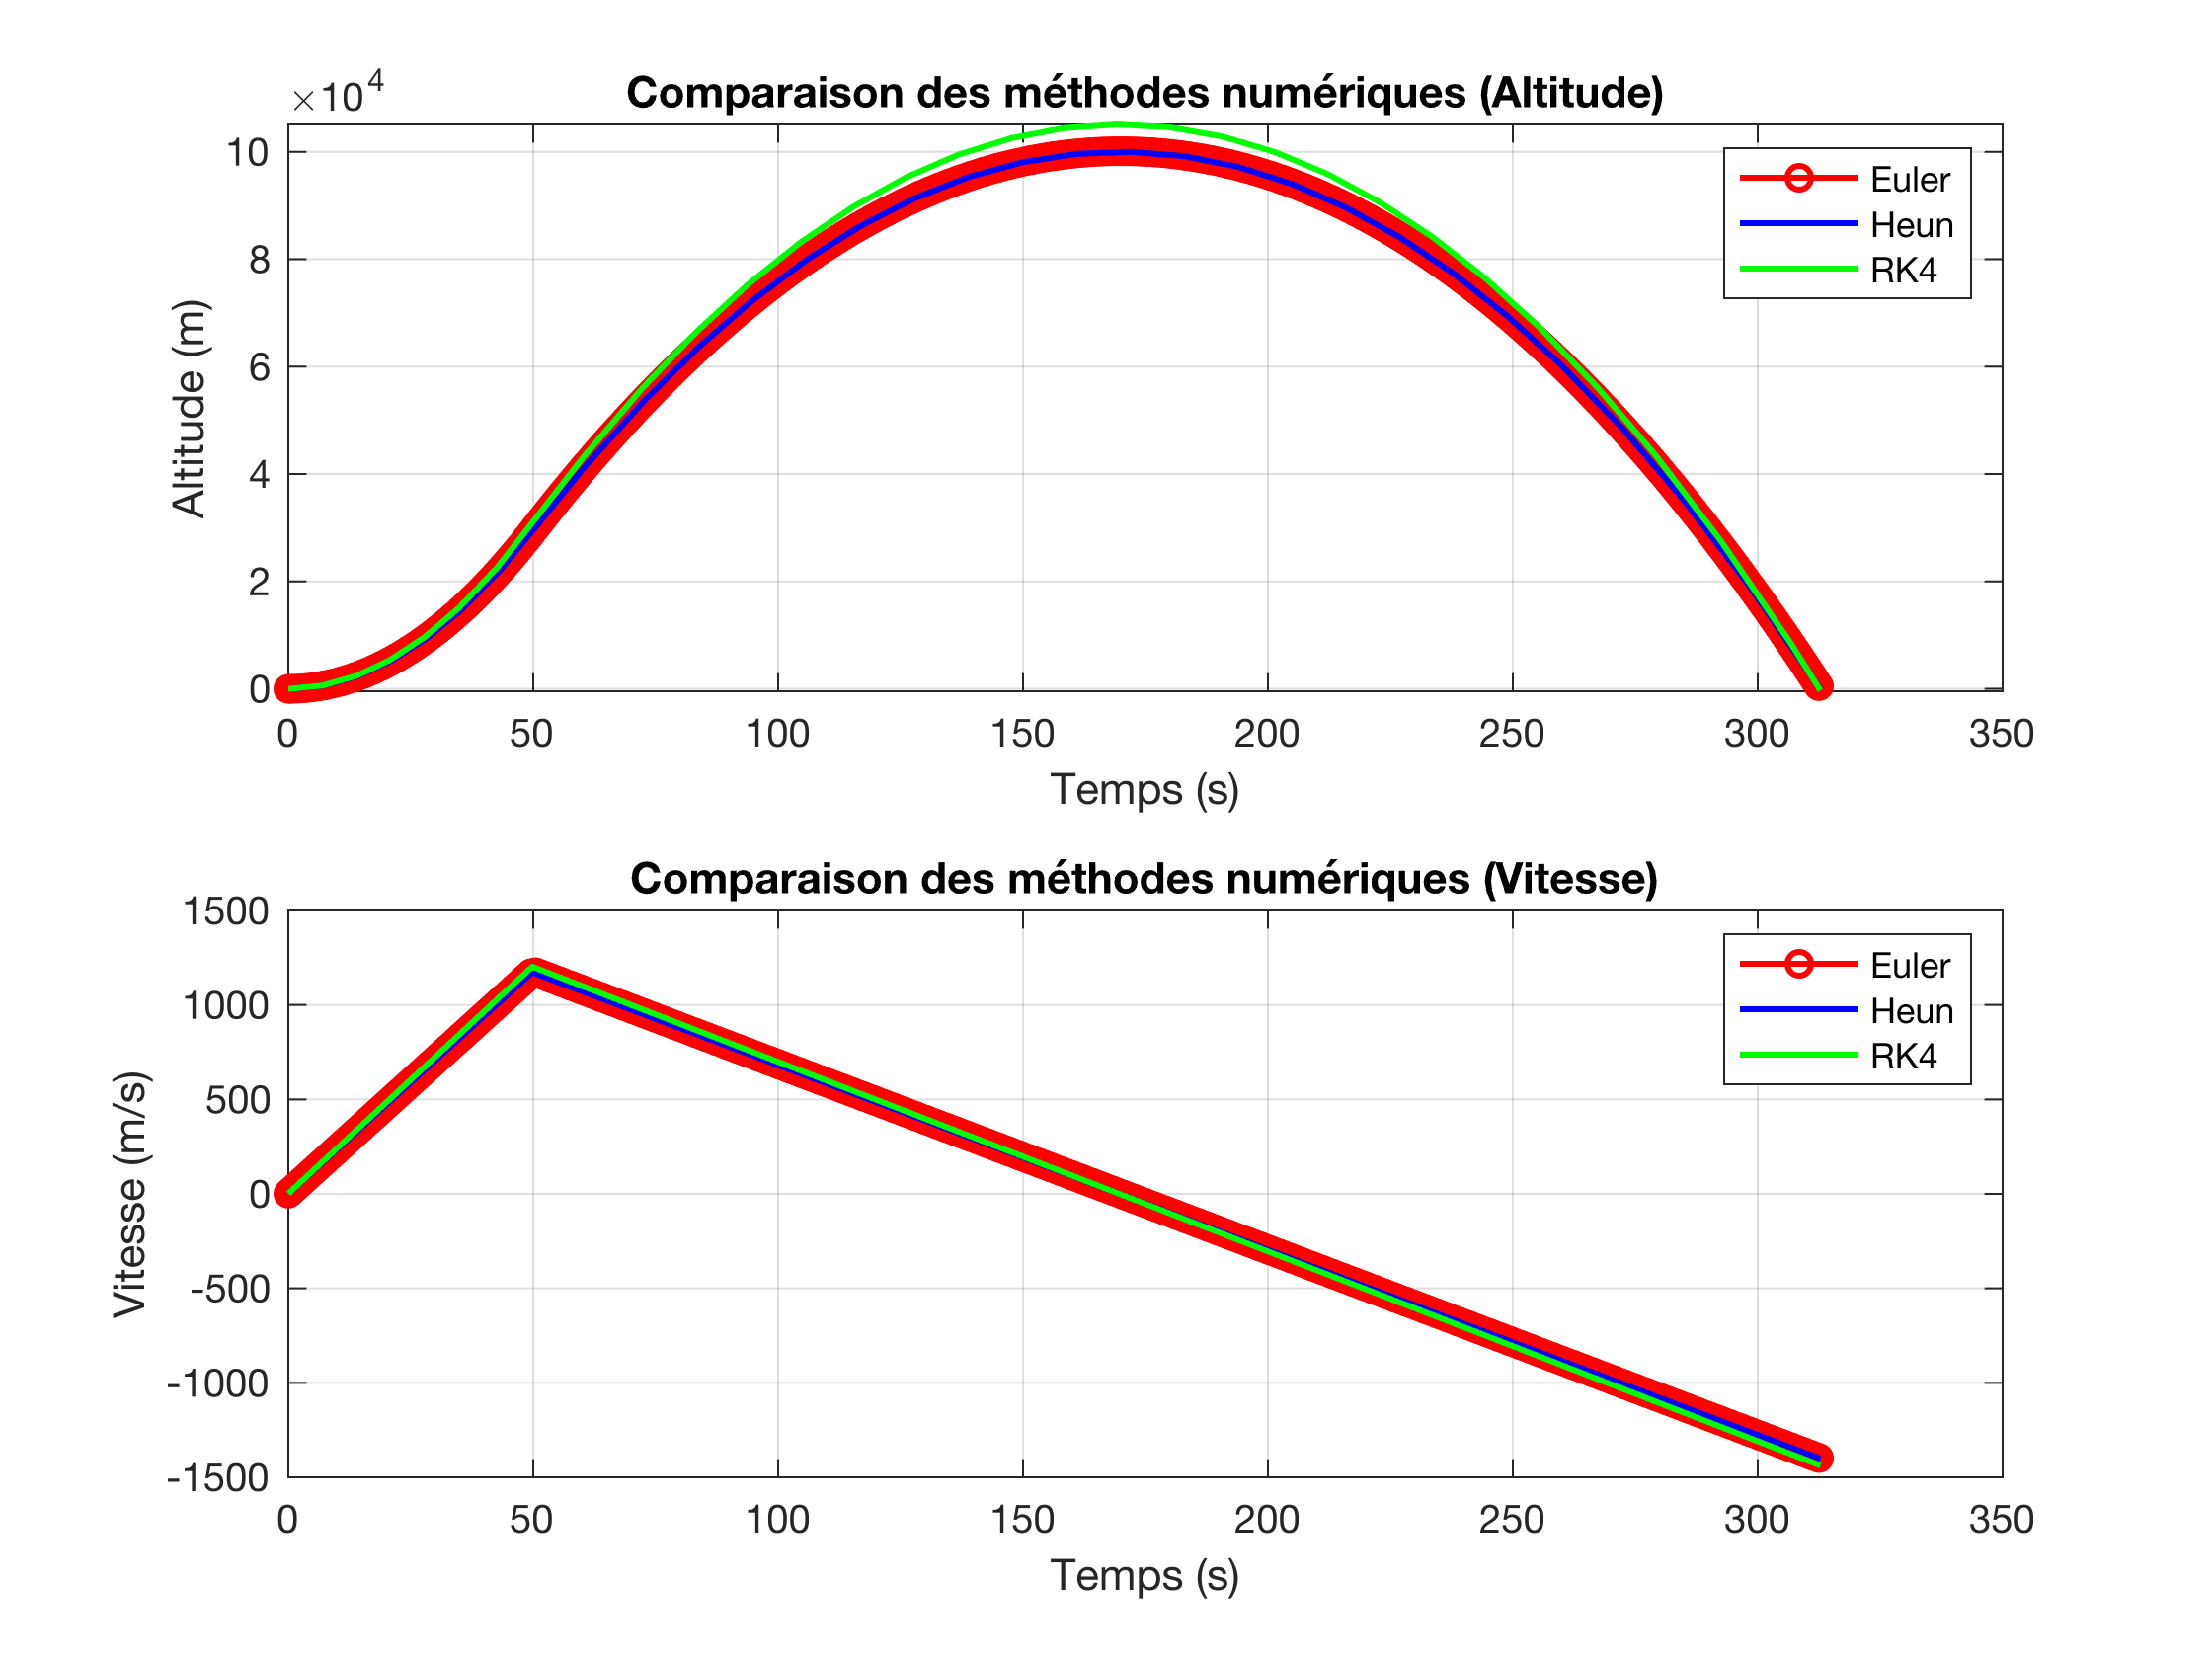 ×10⁴
Comparaison des méthodes numériques (Altitude)
10
8
6
4
2
0
Altitude (m)
Euler
Heun
RK4
0 50 100 150 200 250 300 350
Temps (s)
Comparaison des méthodes numériques (Vitesse)
1500
1000
500
0
-500
-1000
-1500
Vitesse (m/s)
Euler
Heun
RK4
0 50 100 150 200 250 300 350
Temps (s)